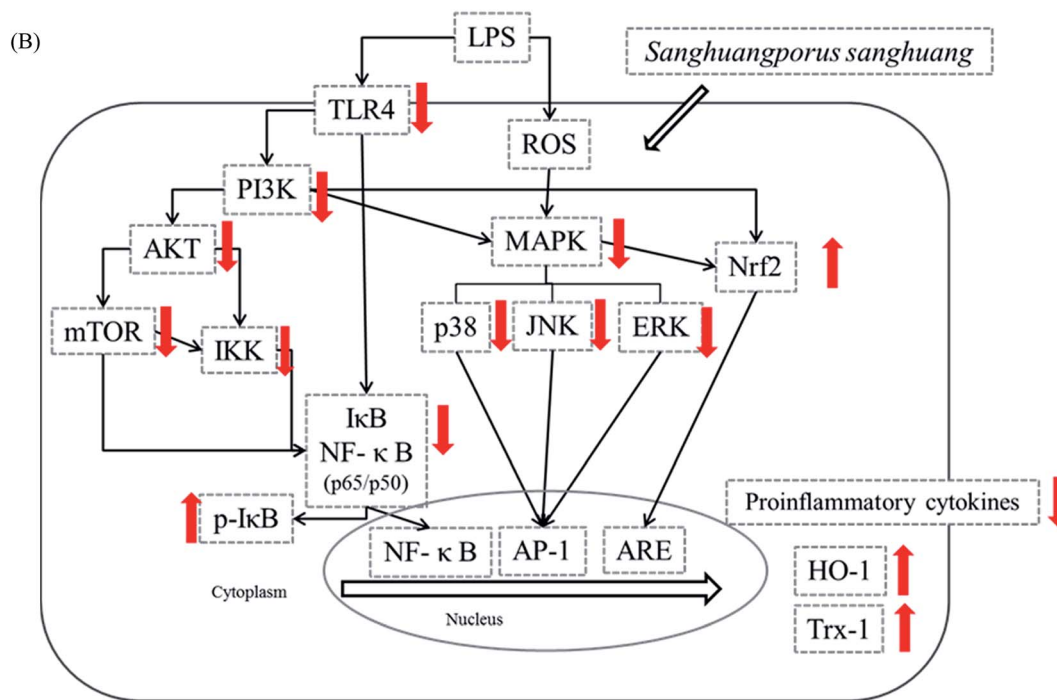 (B)
LPS
Sanghuangporus sanghuang
TLR4
ROS
PI3K
AKT
MAPK
Nrf2
mTOR
IKK
p38
JNK
ERK
IκB
NF- κ B
(p65/p50)
p-IκB
Proinflammatory cytokines
NF- κ B
AP-1
ARE
HO-1
Cytoplasm
Nucleus
Trx-1